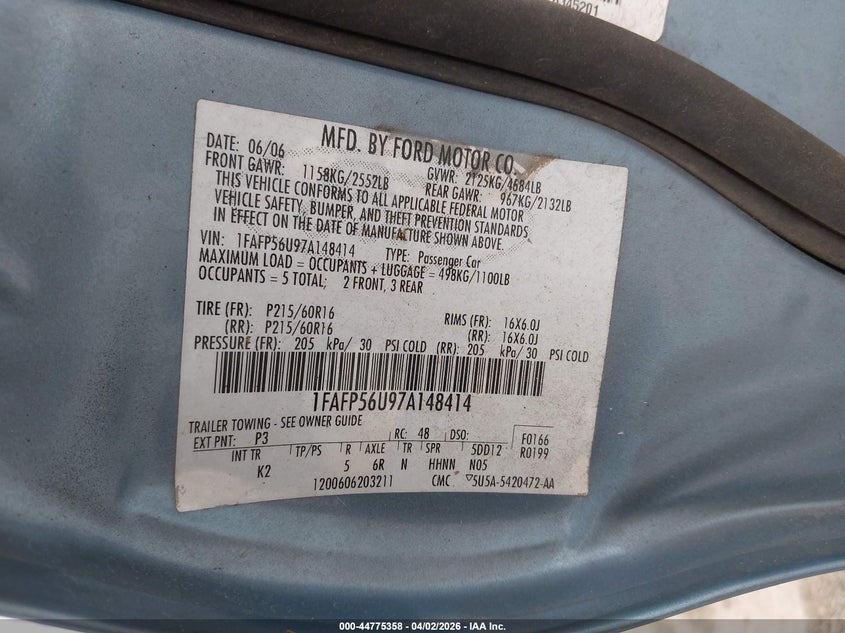 345201
MFD. BY FORD MOTOR CO.
DATE: 06/06 GVWR: 2125KG/4684LB
FRONT GAWR: 1158KG/2552LB REAR GAWR: 967KG/2132LB
THIS VEHICLE CONFORMS TO ALL APPLICABLE FEDERAL MOTOR
VEHICLE SAFETY, BUMPER, AND THEFT PREVENTION STANDARDS
IN EFFECT ON THE DATE OF MANUFACTURE SHOWN ABOVE.
VIN: 1FAFP56U97A148414 TYPE: Passenger Car
MAXIMUM LOAD = OCCUPANTS + LUGGAGE = 498KG/1100LB
OCCUPANTS = 5 TOTAL; 2 FRONT, 3 REAR
TIRE (FR): P215/60R16 RIMS (FR): 16X6.0J
(RR): P215/60R16 (RR): 16X6.0J
PRESSURE (FR): 205 kPa/ 30 PSI COLD (RR): 205 kPa/ 30 PSI COLD
1FAFP56U97A148414
TRAILER TOWING - SEE OWNER GUIDE
EXT PNT: P3 RC: 48 DSO: F0166
R0199
INT TR TP/PS R AXLE TR SPR 5DD12
K2 5 6R N HHNN N05
1200606203211 CMC 5U5A-5420472-AA
000-44775358 - 04/02/2026 - IAA Inc.